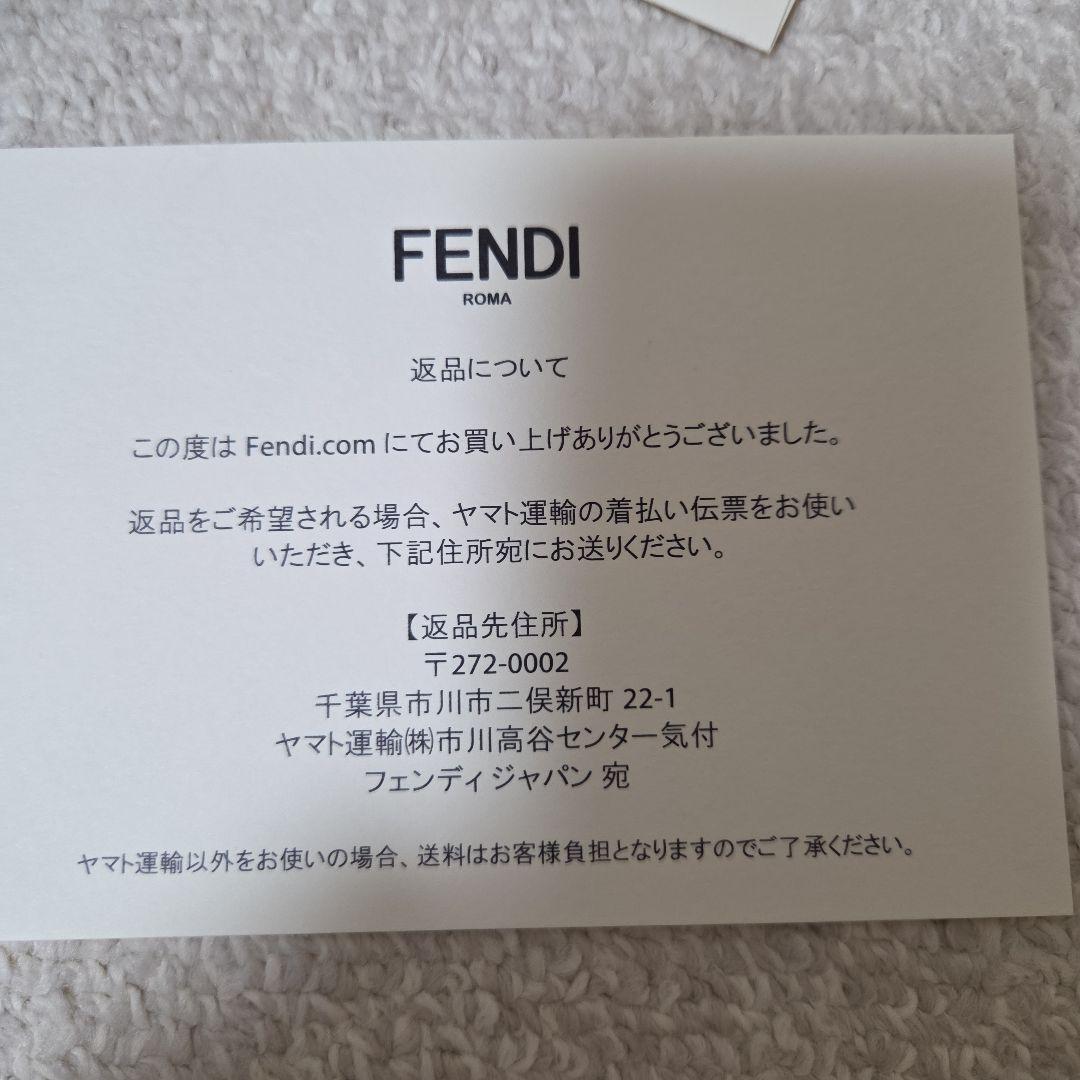 FENDI
ROMA
返品について
この度は Fendi.com にてお買い上げありがとうございました。
返品をご希望される場合、ヤマト運輸の着払い伝票をお使い
いただき、下記住所宛にお送りください。
【返品先住所】
〒272-0002
千葉県市川市二俣新町 22-1
ヤマト運輸㈱市川高谷センター気付
フェンディジャパン 宛
ヤマト運輸以外をお使いの場合、送料はお客様負担となりますのでご了承ください。